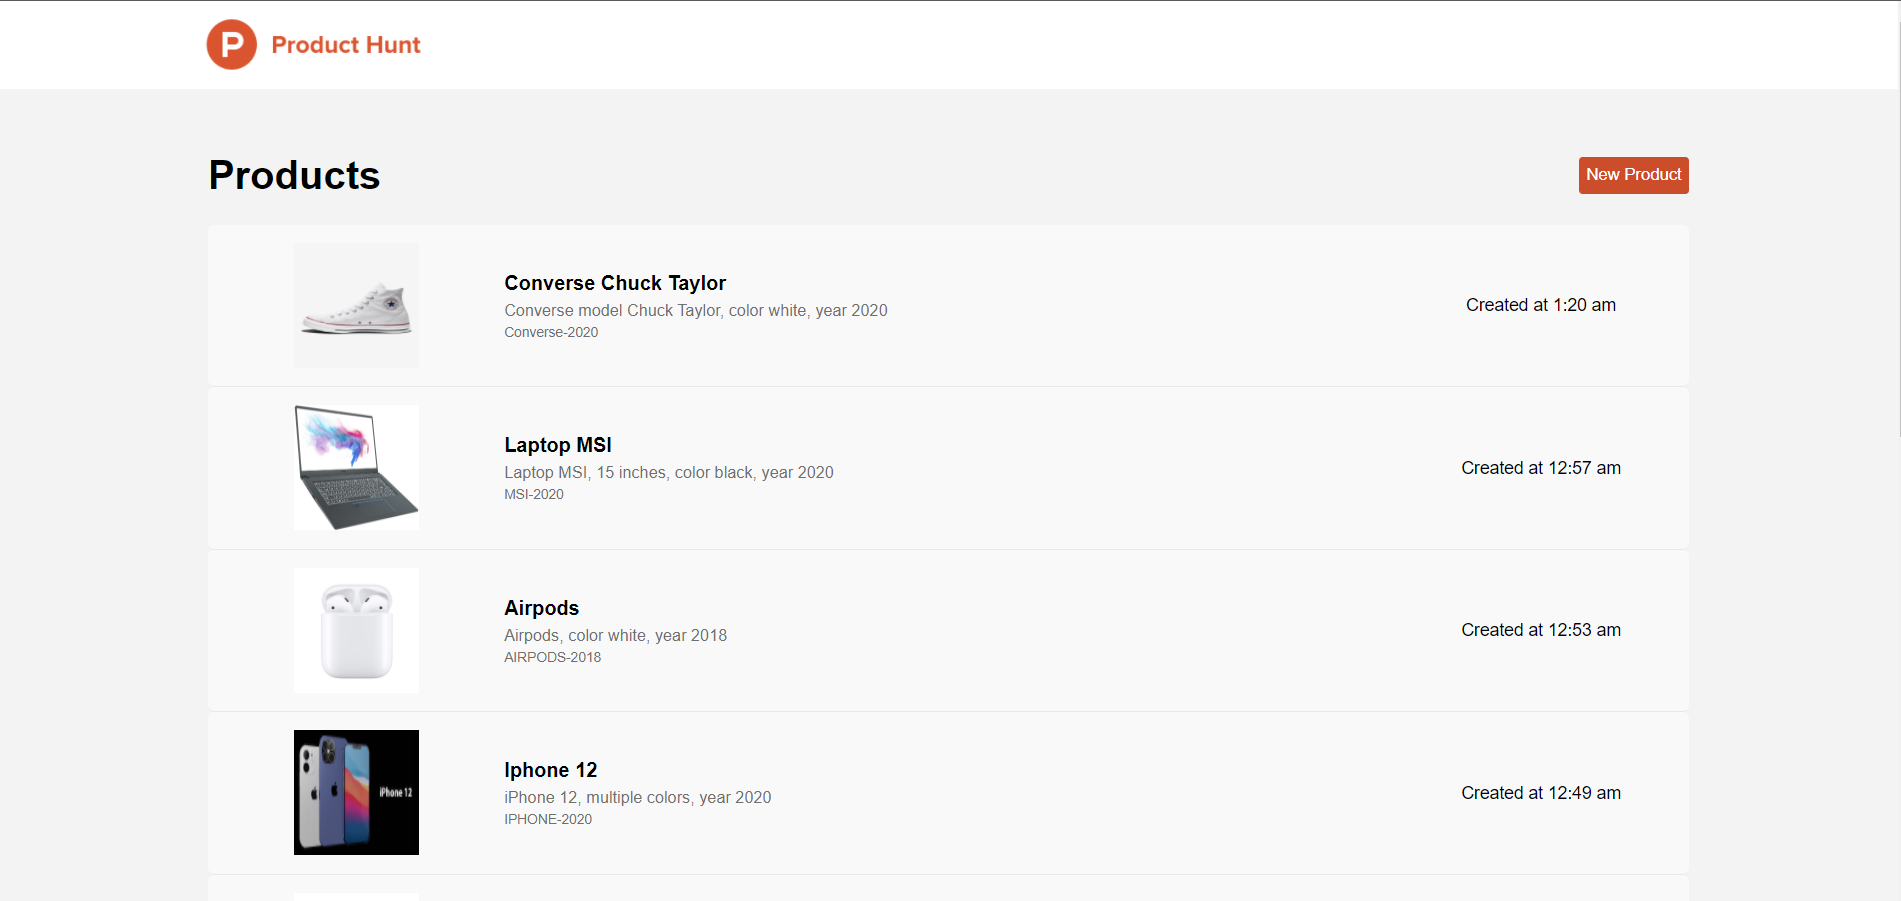 P Product Hunt
Products
New Product
Converse Chuck Taylor
Converse model Chuck Taylor, color white, year 2020
Converse-2020
Created at 1:20 am
Laptop MSI
Laptop MSI, 15 inches, color black, year 2020
MSI-2020
Created at 12:57 am
Airpods
Airpods, color white, year 2018
AIRPODS-2018
Created at 12:53 am
iPhone 12
Iphone 12
iPhone 12, multiple colors, year 2020
IPHONE-2020
Created at 12:49 am